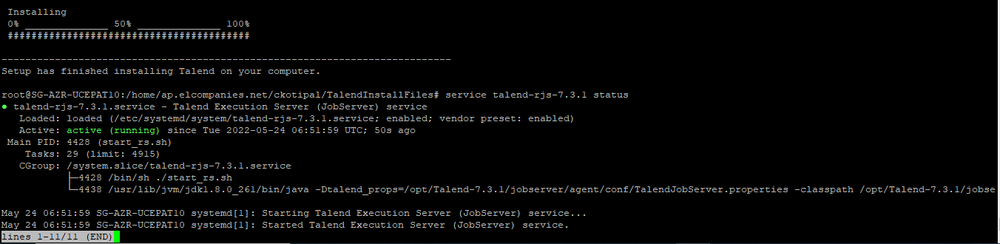 Installing
0% ______________ 50% ______________ 100%
#########################################
----------------------------------------------------------------------------
Setup has finished installing Talend on your computer.
root@SG-AZR-UCEPAT10:/home/ap.elcompanies.net/ckotipal/TalendInstallFiles# service talend-rjs-7.3.1 status
● talend-rjs-7.3.1.service - Talend Execution Server (JobServer) service
Loaded: loaded (/etc/systemd/system/talend-rjs-7.3.1.service; enabled; vendor preset: enabled)
Active: active (running) since Tue 2022-05-24 06:51:59 UTC; 50s ago
Main PID: 4428 (start_rs.sh)
Tasks: 29 (limit: 4915)
CGroup: /system.slice/talend-rjs-7.3.1.service
├─4428 /bin/sh ./start_rs.sh
└─4438 /usr/lib/jvm/jdk1.8.0_261/bin/java -Dtalend_props=/opt/Talend-7.3.1/jobserver/agent/conf/TalendJobServer.properties -classpath /opt/Talend-7.3.1/jobse
May 24 06:51:59 SG-AZR-UCEPAT10 systemd[1]: Starting Talend Execution Server (JobServer) service...
May 24 06:51:59 SG-AZR-UCEPAT10 systemd[1]: Started Talend Execution Server (JobServer) service.
lines 1-11/11 (END)